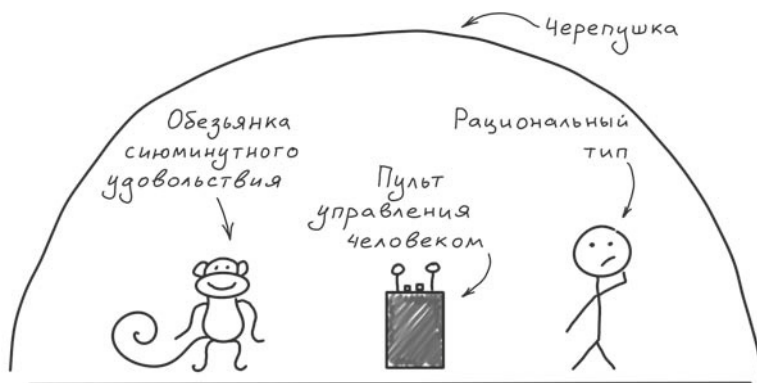 Черепушка
Обезьянка
сиюминутного
удовольствия
Рациональный
тип
Пульт
управления
человеком